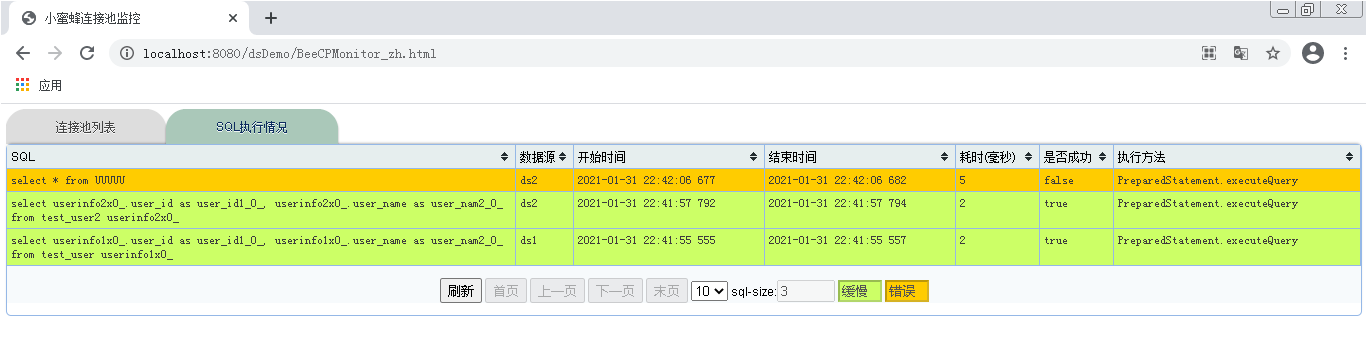 小蜜蜂连接池监控
localhost:8080/dsDemo/BeeCPMonitor_zh.html
应用
连接池列表 SQL执行情况
SQL 数据源 开始时间 结束时间 耗时(毫秒) 是否成功 执行方法
select * from UUUUU ds2 2021-01-31 22:42:06 677 2021-01-31 22:42:06 682 5 false PreparedStatement.executeQuery
select userinfo2x0_.user_id as user_id1_0_, userinfo2x0_.user_name as user_nam2_0_ ds2 2021-01-31 22:41:57 792 2021-01-31 22:41:57 794 2 true PreparedStatement.executeQuery
from test_user2 userinfo2x0_
select userinfo1x0_.user_id as user_id1_0_, userinfo1x0_.user_name as user_nam2_0_ ds1 2021-01-31 22:41:55 555 2021-01-31 22:41:55 557 2 true PreparedStatement.executeQuery
from test_user userinfo1x0_
刷新 首页 上一页 下一页 末页 10 sql-size:3 缓慢 错误